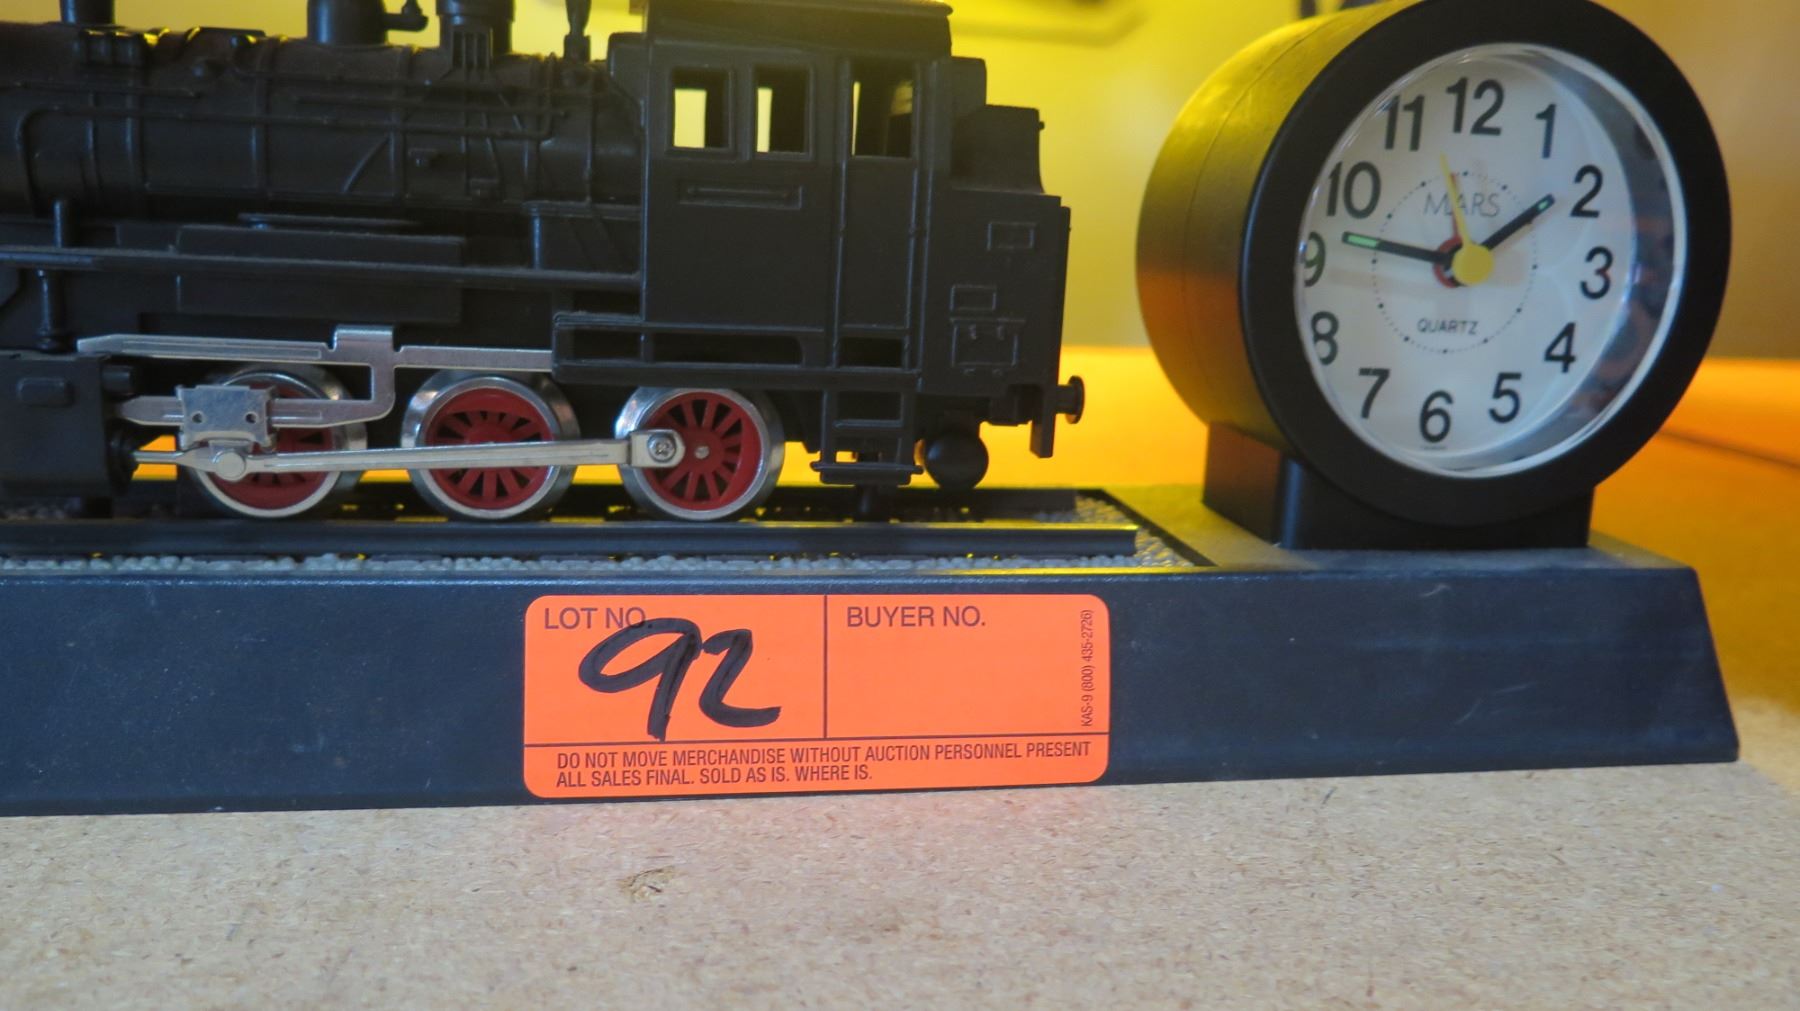 12
1
2
3
4
5
6
7
8
9
10
11
MARS
QUARTZ
LOT NO. 92
BUYER NO.
KAS-9 (800) 435-2726)
DO NOT MOVE MERCHANDISE WITHOUT AUCTION PERSONNEL PRESENT
ALL SALES FINAL. SOLD AS IS. WHERE IS.